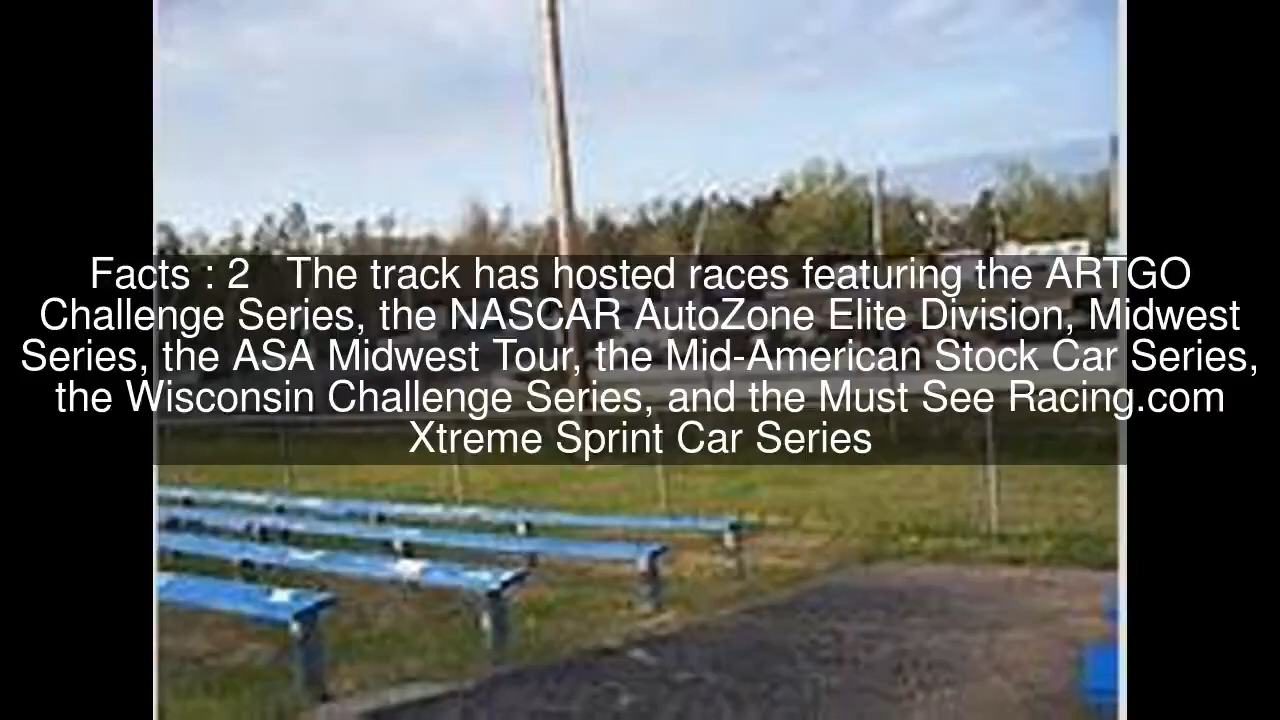 Facts : 2   The track has hosted races featuring the ARTGO
Challenge Series, the NASCAR AutoZone Elite Division, Midwest
Series, the ASA Midwest Tour, the Mid-American Stock Car Series,
the Wisconsin Challenge Series, and the Must See Racing.com
Xtreme Sprint Car Series